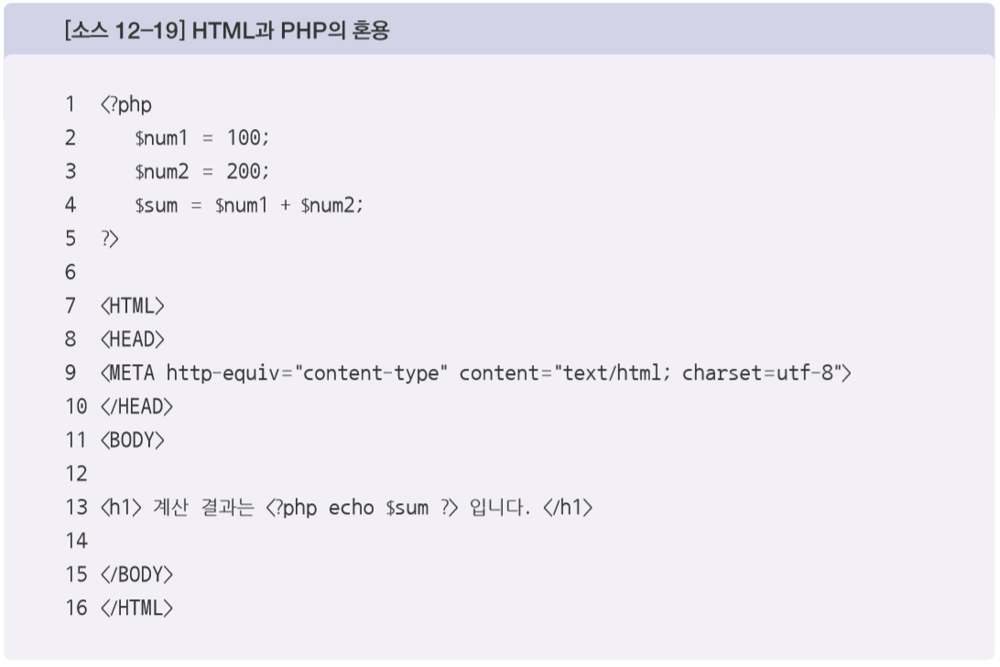 [소스 12-19] HTML과 PHP의 혼용
1 <?php
2 $num1 = 100;
3 $num2 = 200;
4 $sum = $num1 + $num2;
5 ?>
6
7 <HTML>
8 <HEAD>
9 <META http-equiv="content-type" content="text/html; charset=utf-8">
10 </HEAD>
11 <BODY>
12
13 <h1> 계산 결과는 <?php echo $sum ?> 입니다. </h1>
14
15 </BODY>
16 </HTML>